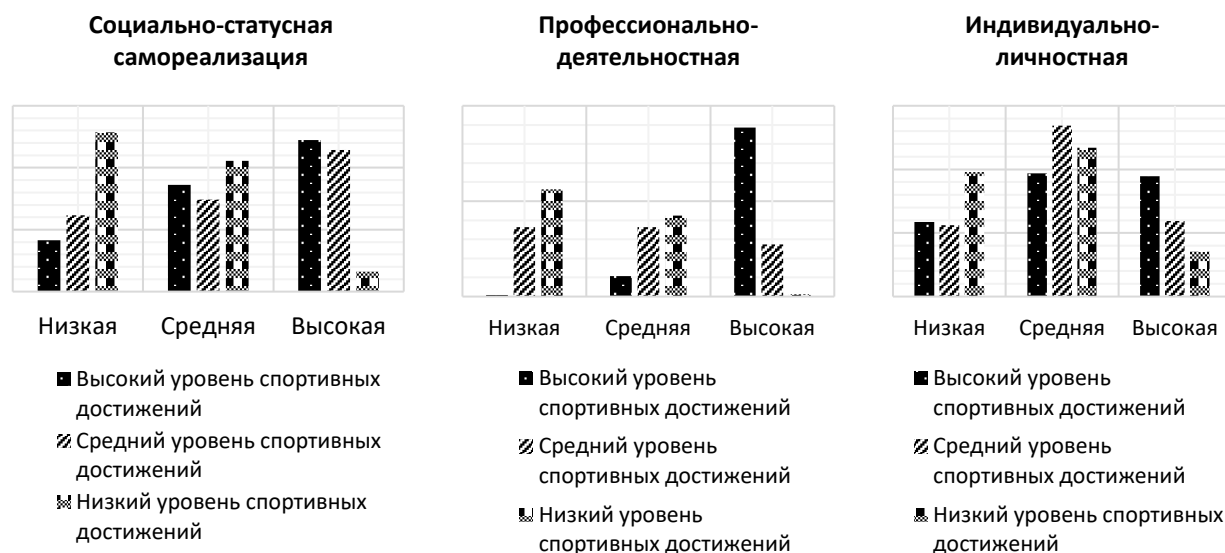 Социально-статусная
самореализация
Низкая Средняя Высокая
Высокий уровень спортивных
достижений
Средний уровень спортивных
достижений
Низкий уровень спортивных
достижений
Профессионально-
деятельностная
Низкая Средняя Высокая
Высокий уровень
спортивных достижений
Средний уровень
спортивных достижений
Низкий уровень
спортивных достижений
Индивидуально-
личностная
Низкая Средняя Высокая
Высокий уровень
спортивных достижений
Средний уровень
спортивных достижений
Низкий уровень спортивных
достижений